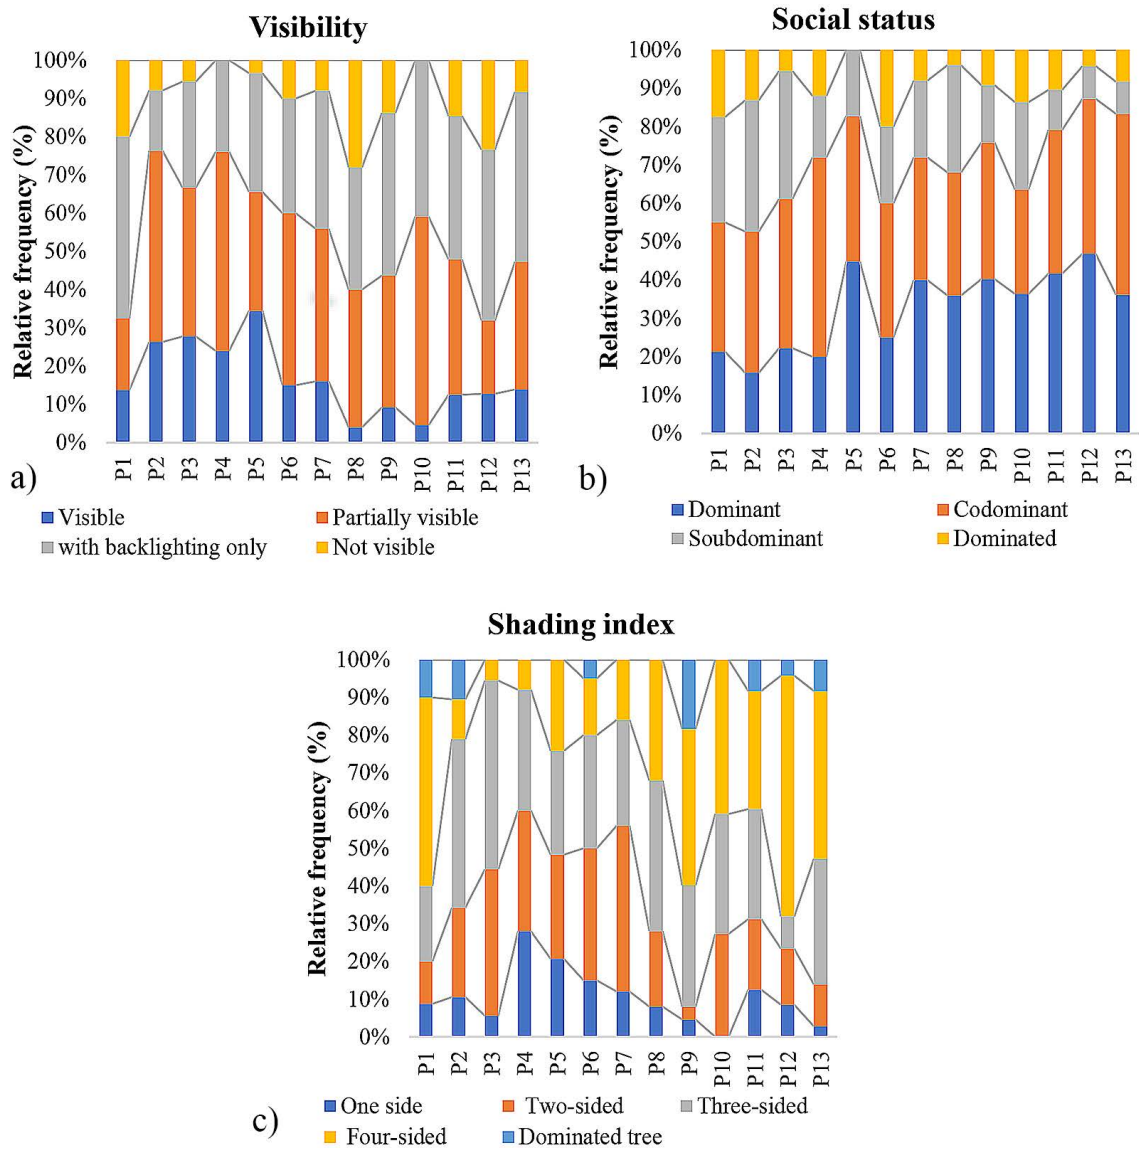 Visibility
100%
90%
80%
70%
60%
50%
40%
30%
20%
10%
0%
Relative frequency (%)
P1 P2 P3 P4 P5 P6 P7 P8 P9 P10 P11 P12 P13
a)
Visible Partially visible
with backlighting only Not visible
Social status
100%
90%
80%
70%
60%
50%
40%
30%
20%
10%
0%
Relative frequency (%)
P1 P2 P3 P4 P5 P6 P7 P8 P9 P10 P11 P12 P13
b)
Dominant Codominant
Soubdominant Dominated
Shading index
100%
90%
80%
70%
60%
50%
40%
30%
20%
10%
0%
Relative frequency (%)
P1 P2 P3 P4 P5 P6 P7 P8 P9 P10 P11 P12 P13
c)
One side Two-sided Three-sided
Four-sided Dominated tree